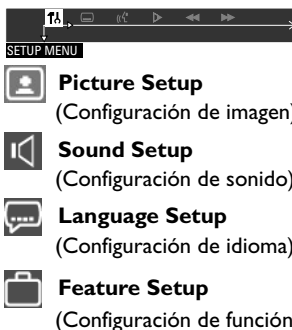 SETUP MENU
Picture Setup
(Configuración de imagen)
Sound Setup
(Configuración de sonido)
Language Setup
(Configuración de idioma)
Feature Setup
(Configuración de función